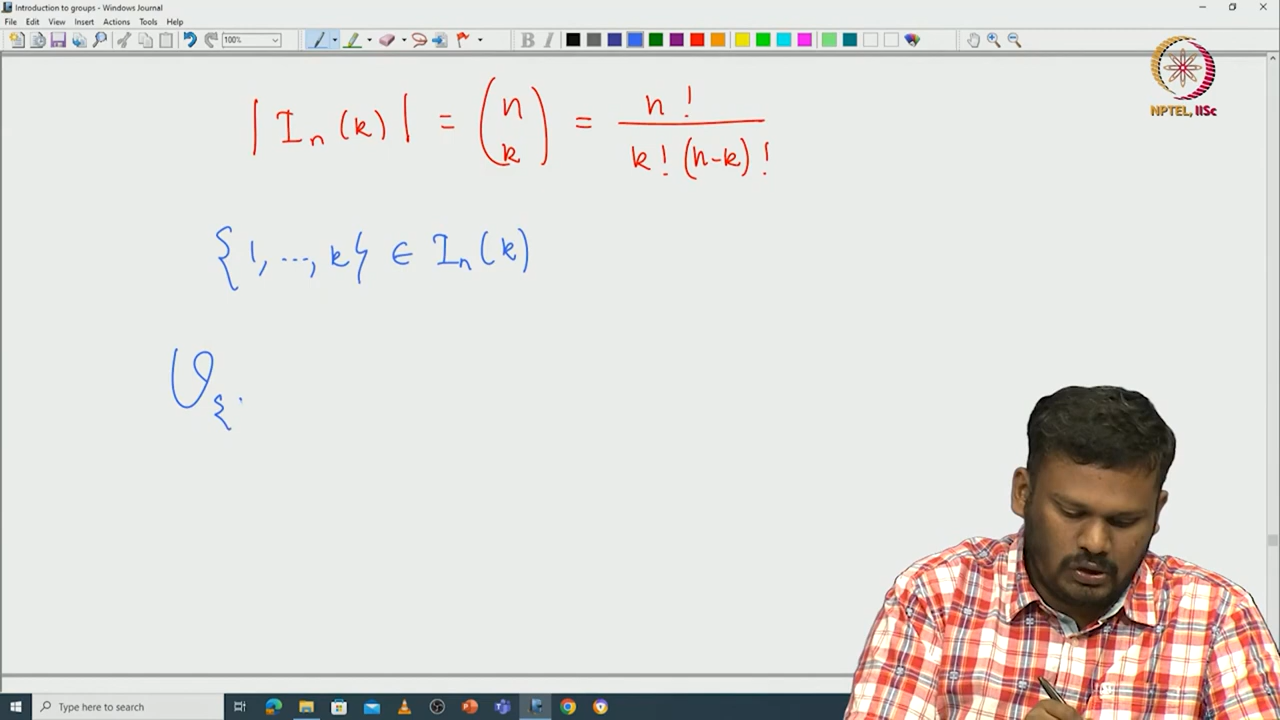 Introduction to groups - Windows Journal
File Edit View Insert Actions Tools Help
100%
B I
NPTEL, IISc
| I_n (k) | = (n k) = n! / k! (n-k)!
{1, ..., k} ∈ I_n (k)
O_{
Type here to search